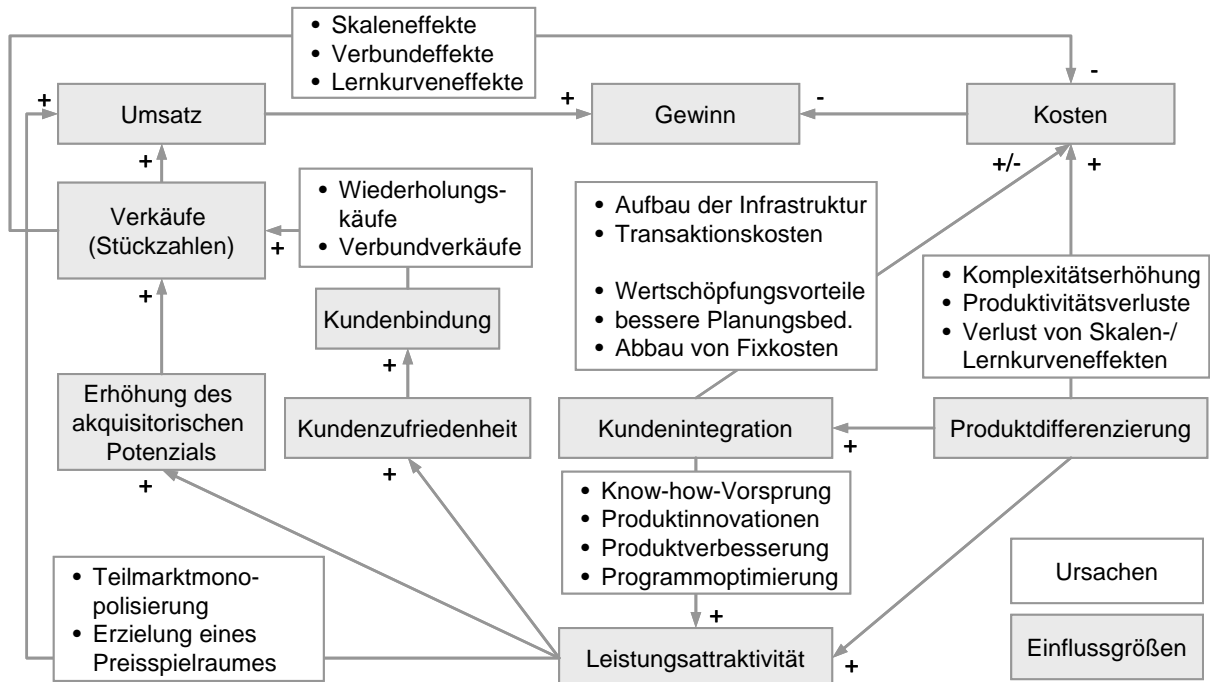 • Skaleneffekte
• Verbundeffekte
• Lernkurveneffekte
-
+
Umsatz
+
Gewinn
-
Kosten
+
+/-
+
Verkäufe
(Stückzahlen)
+
• Wiederholungs-
käufe
• Verbundverkäufe
+
• Aufbau der Infrastruktur
• Transaktionskosten
• Wertschöpfungsvorteile
• bessere Planungsbed.
• Abbau von Fixkosten
• Komplexitätserhöhung
• Produktivitätsverluste
• Verlust von Skalen-/
Lernkurveneffekten
Kundenbindung
+
Erhöhung des
akquisitorischen
Potenzials
Kundenzufriedenheit
Kundenintegration
Produktdifferenzierung
+
+
+
• Know-how-Vorsprung
• Produktinnovationen
• Produktverbesserung
• Programmoptimierung
• Teilmarktmono-
polisierung
• Erzielung eines
Preisspielraumes
+
Leistungsattraktivität
+
Ursachen
Einflussgrößen